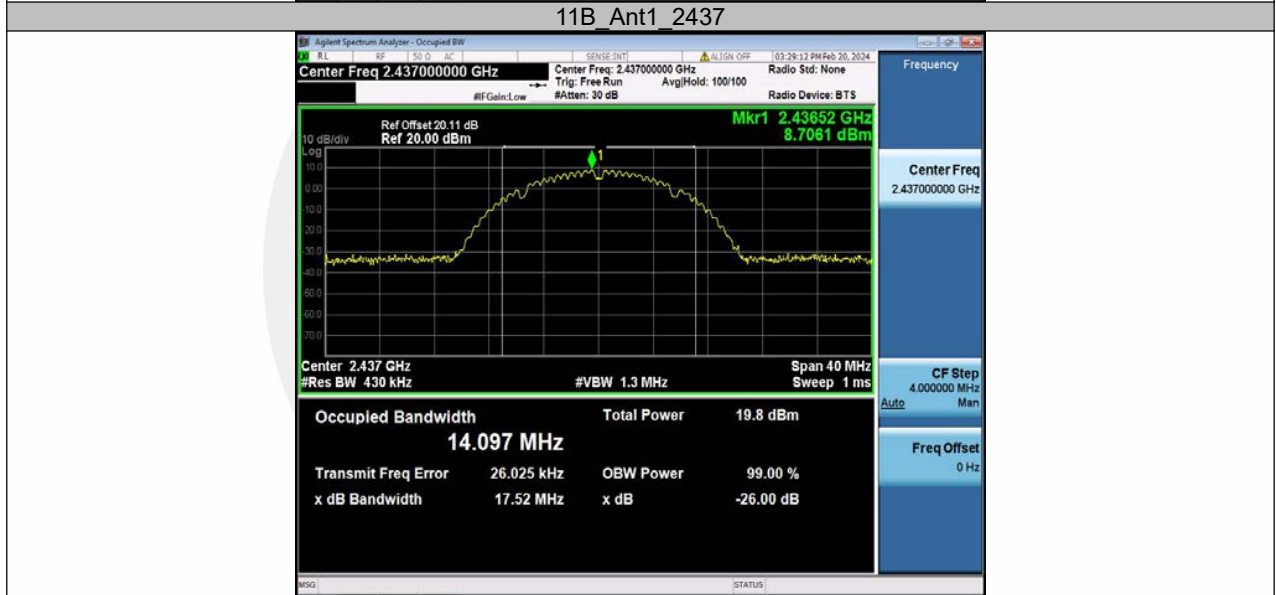 11B_Ant1_2437
Agilent Spectrum Analyzer - Occupied BW
RL RF 50 Ω AC SENSE:INT ALIGN OFF 03:29:12 PM Feb 20, 2024
Center Freq 2.437000000 GHz
Center Freq: 2.437000000 GHz
Radio Std: None
Trig: Free Run Avg|Hold: 100/100
#IFGain:Low
#Atten: 30 dB
Radio Device: BTS
Frequency
Ref Offset 20.11 dB
Mkr1 2.43652 GHz
10 dB/div Ref 20.00 dBm
8.7061 dBm
Log
1
10.0
0.00
-10.0
-20.0
-30.0
-40.0
-50.0
-60.0
-70.0
Center Freq
2.437000000 GHz
Center 2.437 GHz
Span 40 MHz
#Res BW 430 kHz
#VBW 1.3 MHz
Sweep 1 ms
CF Step
4.000000 MHz
Auto Man
Occupied Bandwidth
Total Power 19.8 dBm
14.097 MHz
Freq Offset
0 Hz
Transmit Freq Error 26.025 kHz OBW Power 99.00 %
x dB Bandwidth 17.52 MHz x dB -26.00 dB
MSG STATUS